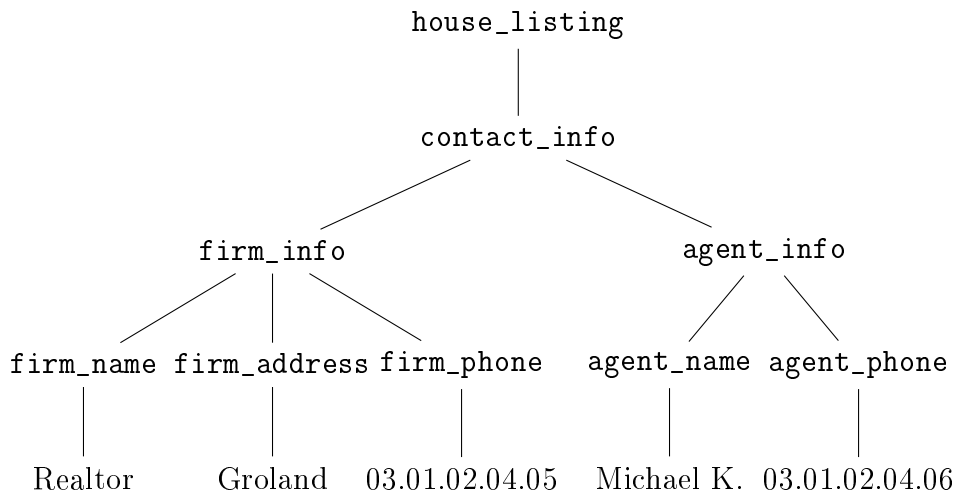 house_listing
contact_info
firm_info agent_info
firm_name firm_address firm_phone agent_name agent_phone
Realtor Groland 03.01.02.04.05 Michael K. 03.01.02.04.06